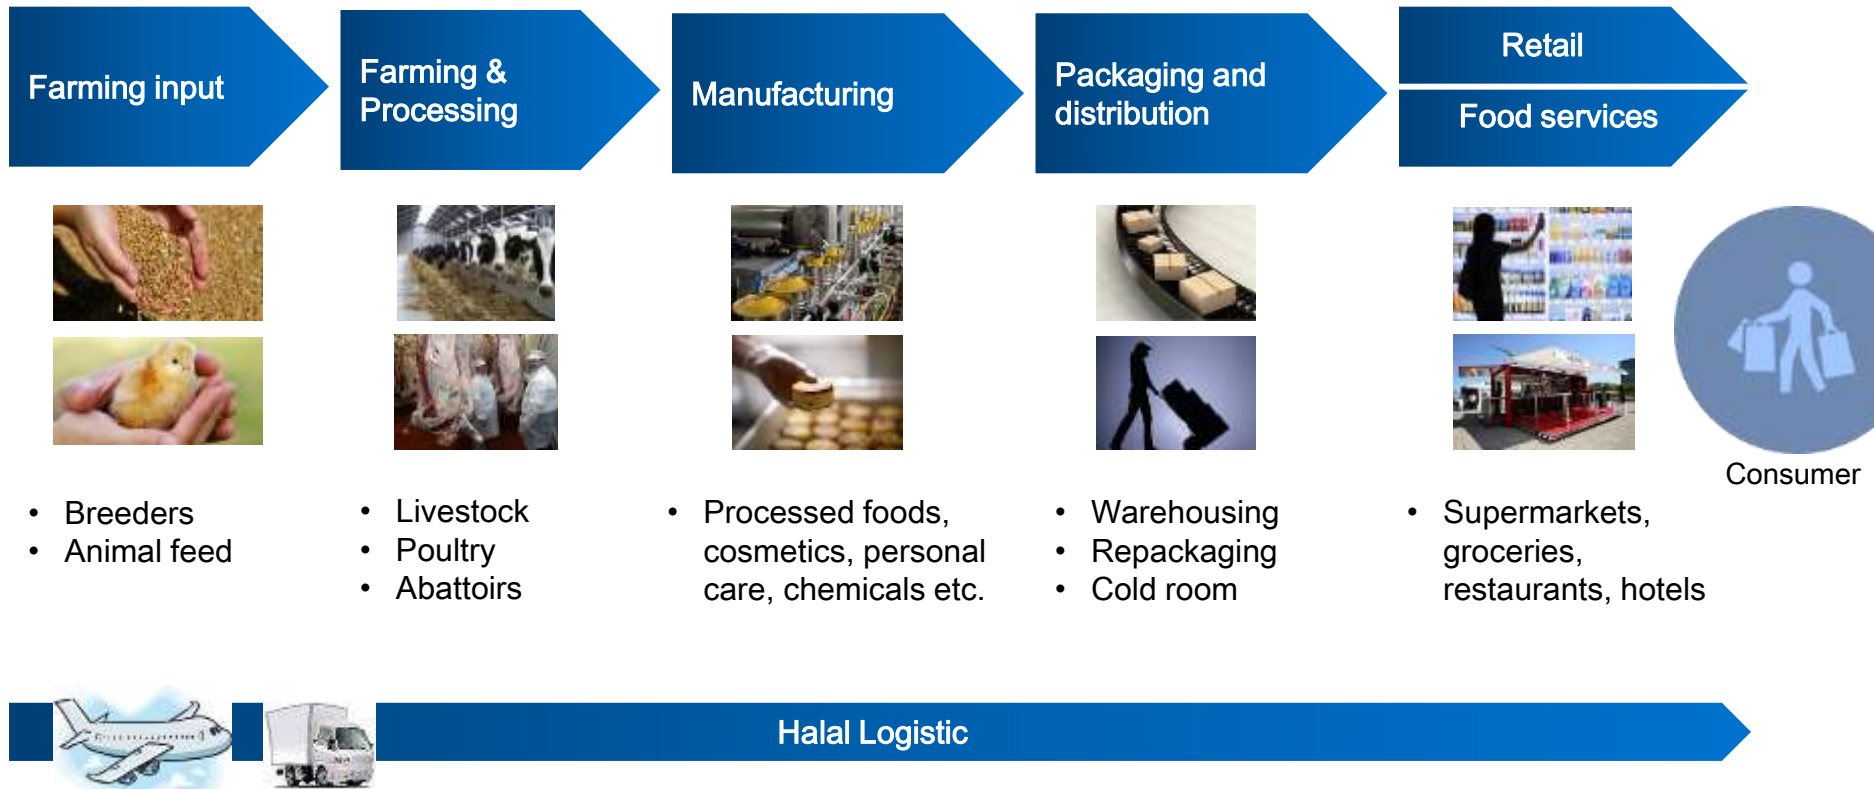 Farming input
Farming &
Processing
Manufacturing
Packaging and
distribution
Retail
Food services
• Breeders
• Animal feed
• Livestock
• Poultry
• Abattoirs
• Processed foods,
cosmetics, personal
care, chemicals etc.
• Warehousing
• Repackaging
• Cold room
• Supermarkets,
groceries,
restaurants, hotels
Consumer
Halal Logistic